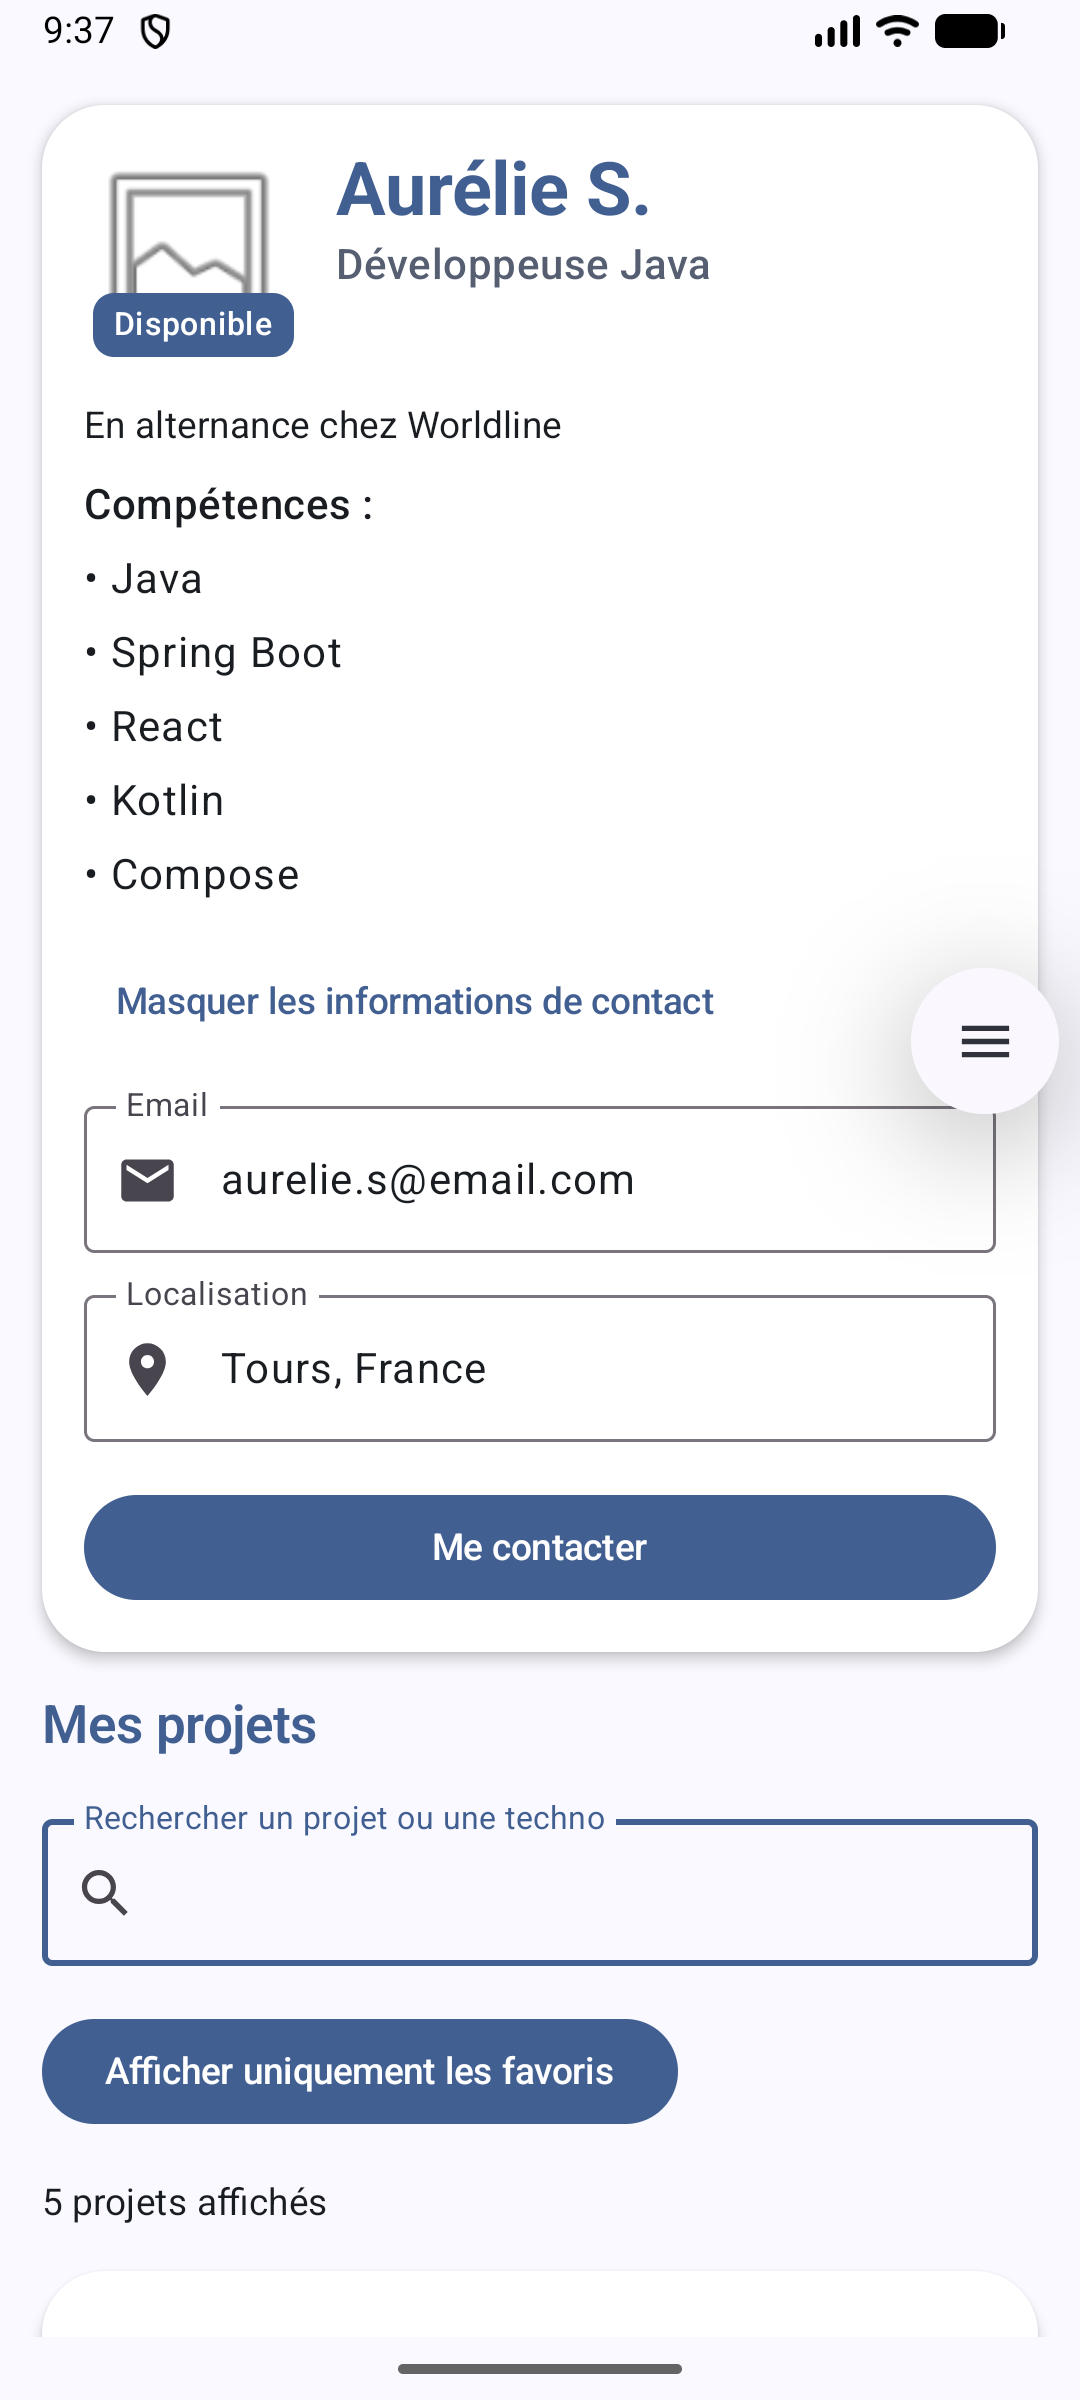 9:37
Aurélie S.
Développeuse Java
Disponible
En alternance chez Worldline
Compétences :
• Java
• Spring Boot
• React
• Kotlin
• Compose
Masquer les informations de contact
Email
aurelie.s@email.com
Localisation
Tours, France
Me contacter
Mes projets
Rechercher un projet ou une techno
Afficher uniquement les favoris
5 projets affichés